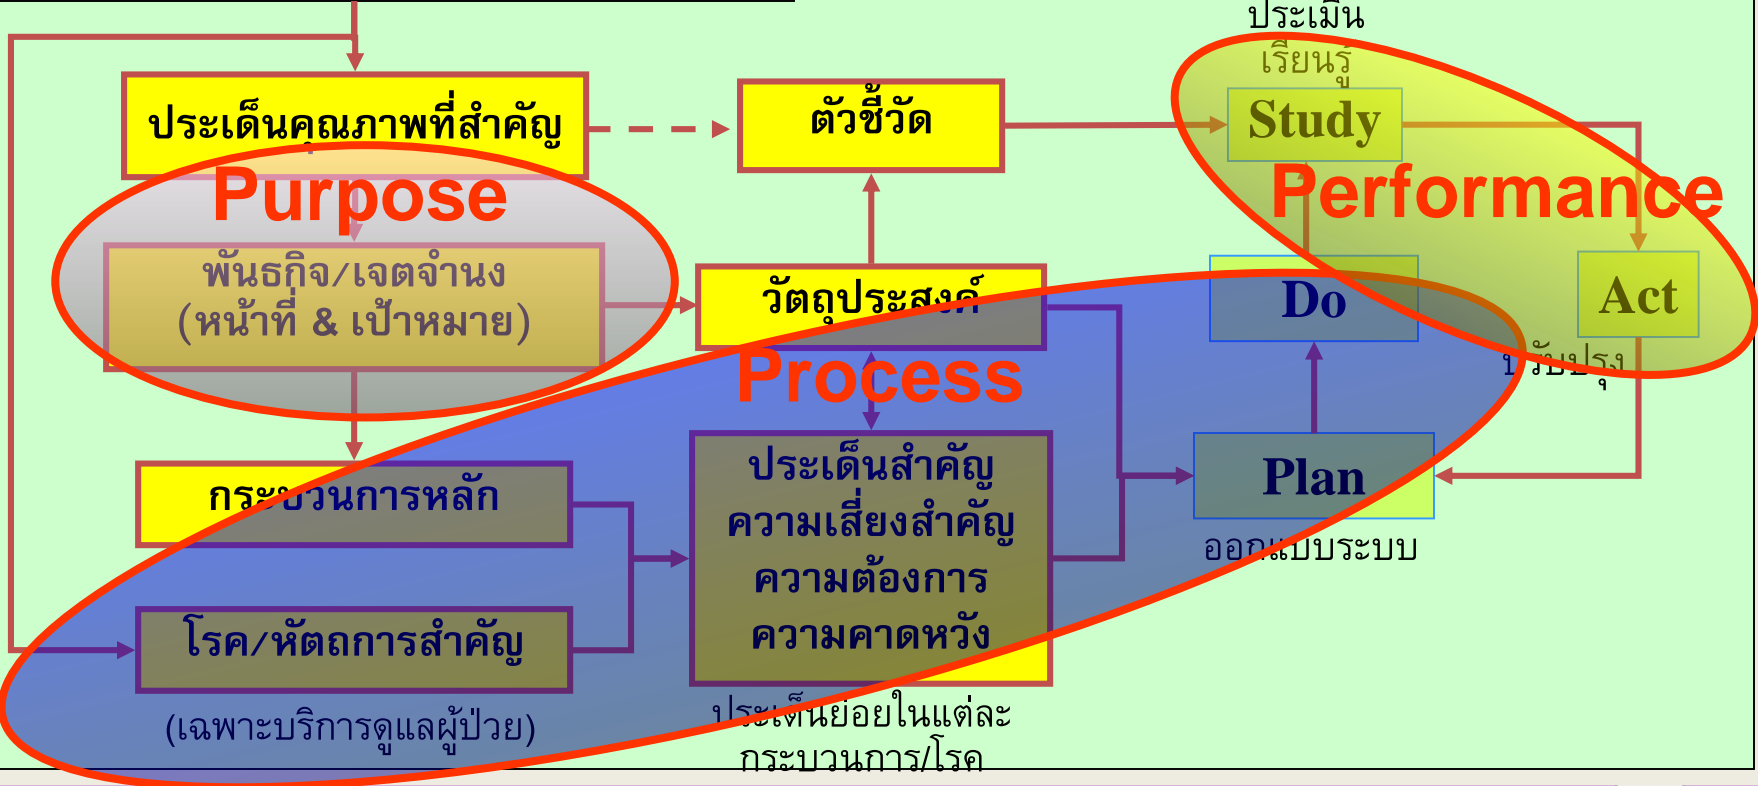 ประเมิน
เรียนรู้
ประเด็นคุณภาพที่สำคัญ
ตัวชี้วัด
Study
Purpose
Performance
พันธกิจ/เจตจำนง
(หน้าที่ & เป้าหมาย)
วัตถุประสงค์
Do
Act
ปรับปรุง
Process
กระบวนการหลัก
ประเด็นสำคัญ
ความเสี่ยงสำคัญ
ความต้องการ
ความคาดหวัง
Plan
ออกแบบระบบ
โรค/หัตถการสำคัญ
(เฉพาะบริการดูแลผู้ป่วย)
ประเด็นย่อยในแต่ละ
กระบวนการ/โรค